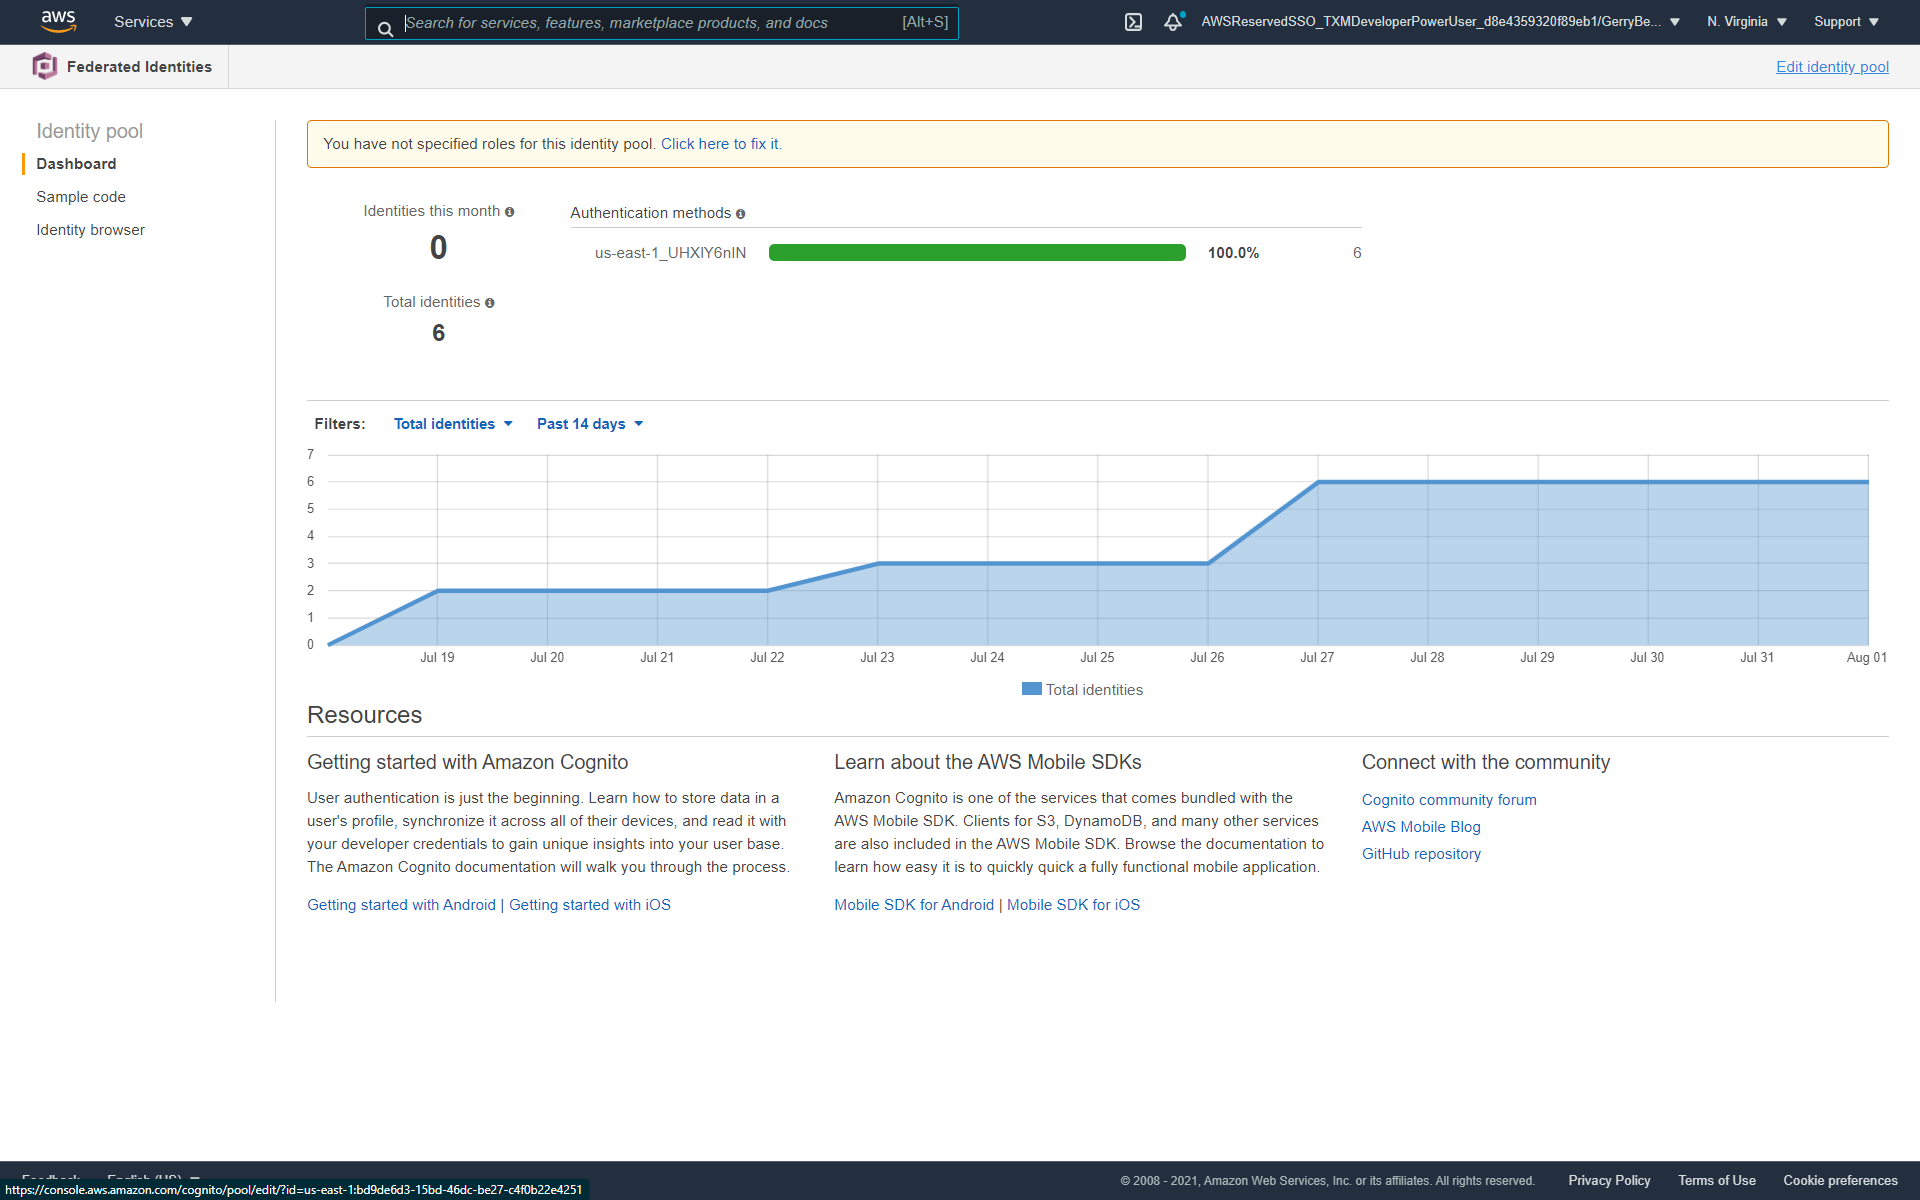 aws Services Search for services, features, marketplace products, and docs [Alt+S] AWSReservedSSO_TXMDeveloperPowerUser_d8e4359320f89eb1/GerryBe... N. Virginia Support
Federated Identities Edit identity pool
Identity pool
Dashboard
Sample code
Identity browser
You have not specified roles for this identity pool. Click here to fix it.
Identities this month
0
Total identities
6
Authentication methods
us-east-1_UHXlY6nIN 100.0% 6
Filters: Total identities Past 14 days
7
6
5
4
3
2
1
0
Jul 19 Jul 20 Jul 21 Jul 22 Jul 23 Jul 24 Jul 25 Jul 26 Jul 27 Jul 28 Jul 29 Jul 30 Jul 31 Aug 01
Total identities
Resources
Getting started with Amazon Cognito
User authentication is just the beginning. Learn how to store data in a
user's profile, synchronize it across all of their devices, and read it with
your developer credentials to gain unique insights into your user base.
The Amazon Cognito documentation will walk you through the process.
Getting started with Android | Getting started with iOS
Learn about the AWS Mobile SDKs
Amazon Cognito is one of the services that comes bundled with the
AWS Mobile SDK. Clients for S3, DynamoDB, and many other services
are also included in the AWS Mobile SDK. Browse the documentation to
learn how easy it is to quickly quick a fully functional mobile application.
Mobile SDK for Android | Mobile SDK for iOS
Connect with the community
Cognito community forum
AWS Mobile Blog
GitHub repository
Feedback English (US) © 2008 - 2021, Amazon Web Services, Inc. or its affiliates. All rights reserved. Privacy Policy Terms of Use Cookie preferences
https://console.aws.amazon.com/cognito/pool/edit/?id=us-east-1:bd9de6d3-15bd-46dc-be27-c4f0b22e4251